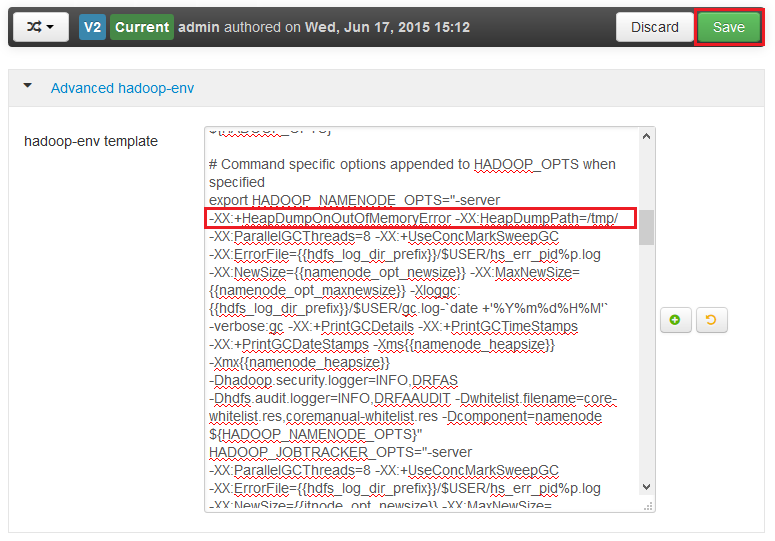 V2 Current admin authored on Wed, Jun 17, 2015 15:12 Discard Save
Advanced hadoop-env
hadoop-env template
${HADOOP_OPTS}"
# Command specific options appended to HADOOP_OPTS when
specified
export HADOOP_NAMENODE_OPTS="-server
-XX:+HeapDumpOnOutOfMemoryError -XX:HeapDumpPath=/tmp/
-XX:ParallelGCThreads=8 -XX:+UseConcMarkSweepGC
-XX:ErrorFile={{hdfs_log_dir_prefix}}/$USER/hs_err_pid%p.log
-XX:NewSize={{namenode_opt_newsize}} -XX:MaxNewSize=
{{namenode_opt_maxnewsize}} -Xloggc:
{{hdfs_log_dir_prefix}}/$USER/gc.log-`date +'%Y%m%d%H%M'`
-verbose:gc -XX:+PrintGCDetails -XX:+PrintGCTimeStamps
-XX:+PrintGCDateStamps -Xms{{namenode_heapsize}}
-Xmx{{namenode_heapsize}}
-Dhadoop.security.logger=INFO,DRFAS
-Dhdfs.audit.logger=INFO,DRFAAUDIT -Dwhitelist.filename=core-
whitelist.res,coremanual-whitelist.res -Dcomponent=namenode
${HADOOP_NAMENODE_OPTS}"
HADOOP_JOBTRACKER_OPTS="-server
-XX:ParallelGCThreads=8 -XX:+UseConcMarkSweepGC
-XX:ErrorFile={{hdfs_log_dir_prefix}}/$USER/hs_err_pid%p.log
-XX:NewSize={{jtnode_opt_newsize}} -XX:MaxNewSize=